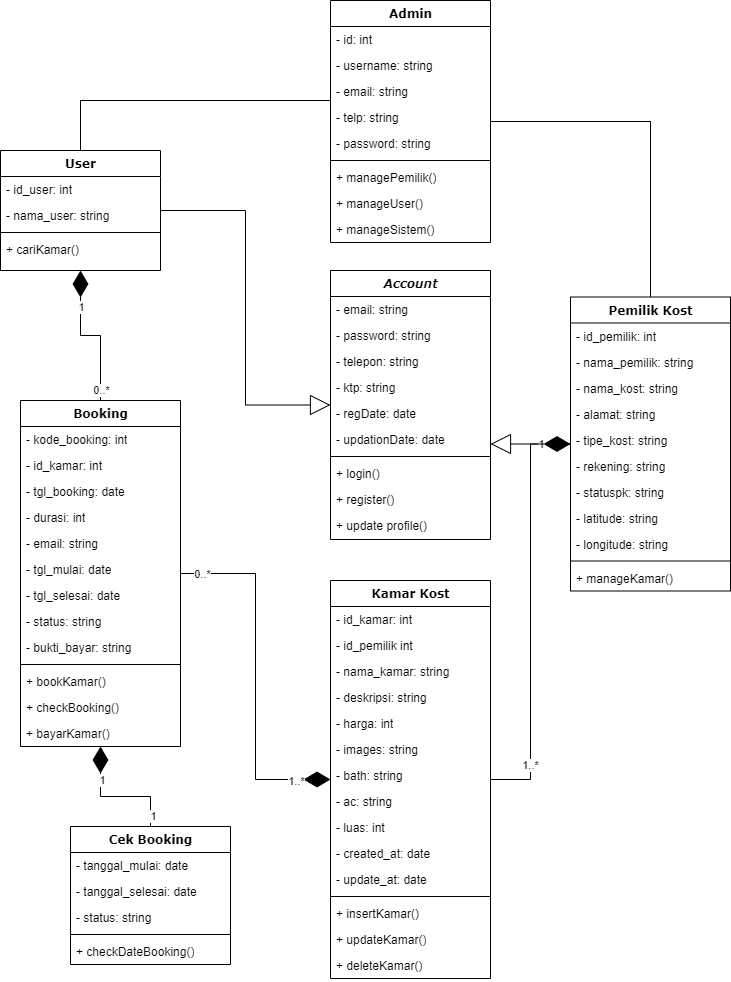 Admin
- id: int
- username: string
- email: string
- telp: string
- password: string
+ managePemilik()
+ manageUser()
+ manageSistem()
User
- id_user: int
- nama_user: string
+ cariKamar()
1
0..*
Account
- email: string
- password: string
- telepon: string
- ktp: string
- regDate: date
- updationDate: date
+ login()
+ register()
+ update profile()
Pemilik Kost
- id_pemilik: int
- nama_pemilik: string
- nama_kost: string
- alamat: string
- tipe_kost: string
- rekening: string
- statuspk: string
- latitude: string
- longitude: string
+ manageKamar()
1
1..*
Booking
- kode_booking: int
- id_kamar: int
- tgl_booking: date
- durasi: int
- email: string
- tgl_mulai: date
- tgl_selesai: date
- status: string
- bukti_bayar: string
+ bookKamar()
+ checkBooking()
+ bayarKamar()
0..*
1..*
Kamar Kost
- id_kamar: int
- id_pemilik int
- nama_kamar: string
- deskripsi: string
- harga: int
- images: string
- bath: string
- ac: string
- luas: int
- created_at: date
- update_at: date
+ insertKamar()
+ updateKamar()
+ deleteKamar()
1
1
Cek Booking
- tanggal_mulai: date
- tanggal_selesai: date
- status: string
+ checkDateBooking()